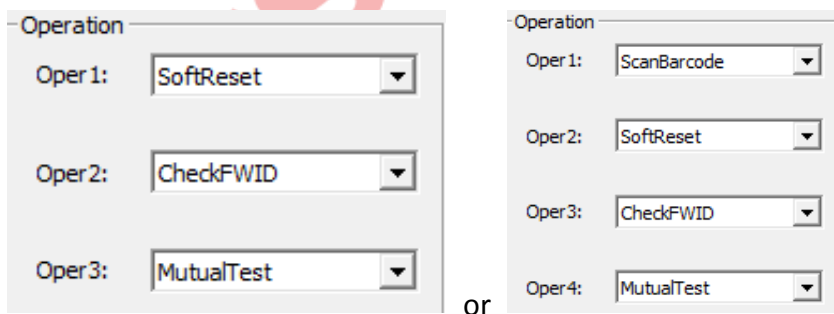 Operation
Oper1: SoftReset
Oper2: CheckFWID
Oper3: MutualTest
or
Operation
Oper1: ScanBarcode
Oper2: SoftReset
Oper3: CheckFWID
Oper4: MutualTest